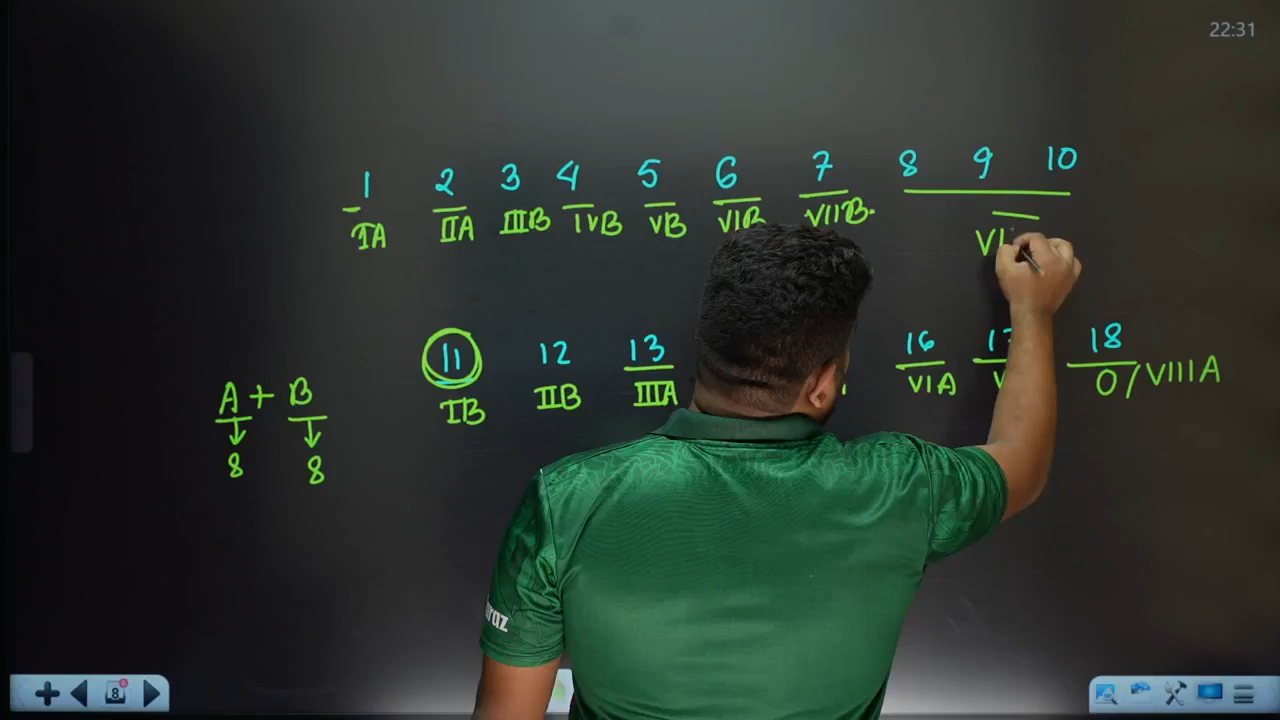 22:31
1 2 3 4 5 6 7 8 9 10
IA IIA IIIB IVB VB VIB VIIB.
11 12 13 16 18
IB IIB IIIA VIA 0/VIIIA
A + B
8 8
8